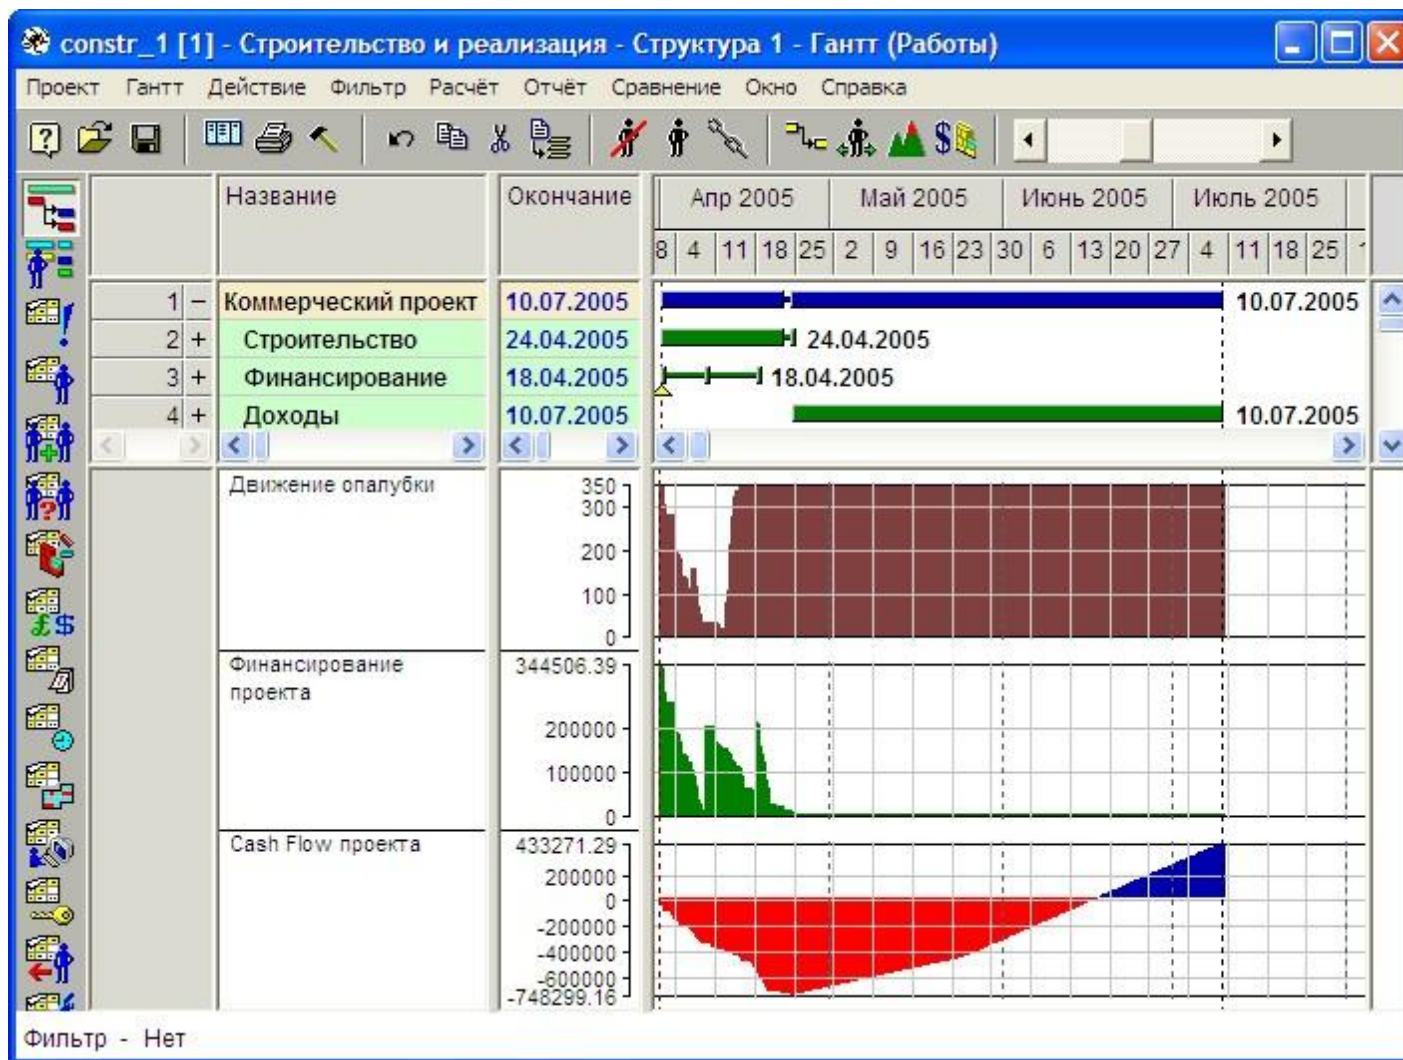 constr_1 [1] - Строительство и реализация - Структура 1 - Гантт (Работы)
Проект Гантт Действие Фильтр Расчёт Отчёт Сравнение Окно Справка
Название Окончание Апр 2005 Май 2005 Июнь 2005 Июль 2005
8 4 11 18 25 2 9 16 23 30 6 13 20 27 4 11 18 25 1
1 – Коммерческий проект 10.07.2005 10.07.2005
2 + Строительство 24.04.2005 24.04.2005
3 + Финансирование 18.04.2005 18.04.2005
4 + Доходы 10.07.2005 10.07.2005
Движение опалубки 350
300
200
100
0
Финансирование 344506.39
проекта
200000
100000
0
Cash Flow проекта 433271.29
200000
0
-200000
-400000
-600000
-748299.16
Фильтр - Нет